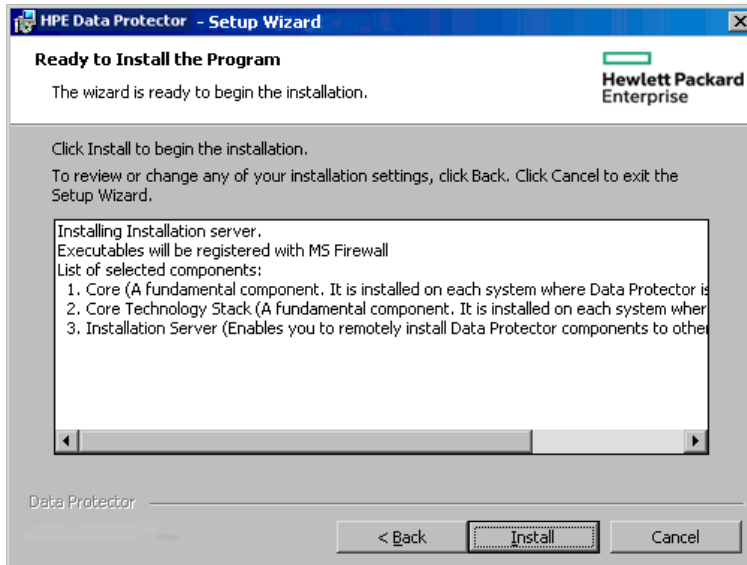 HPE Data Protector - Setup Wizard
Ready to Install the Program
The wizard is ready to begin the installation.
Hewlett Packard
Enterprise
Click Install to begin the installation.
To review or change any of your installation settings, click Back. Click Cancel to exit the
Setup Wizard.
Installing Installation server.
Executables will be registered with MS Firewall
List of selected components:
1. Core (A fundamental component. It is installed on each system where Data Protector is
2. Core Technology Stack (A fundamental component. It is installed on each system wher
3. Installation Server (Enables you to remotely install Data Protector components to othe
Data Protector
< Back
Install
Cancel